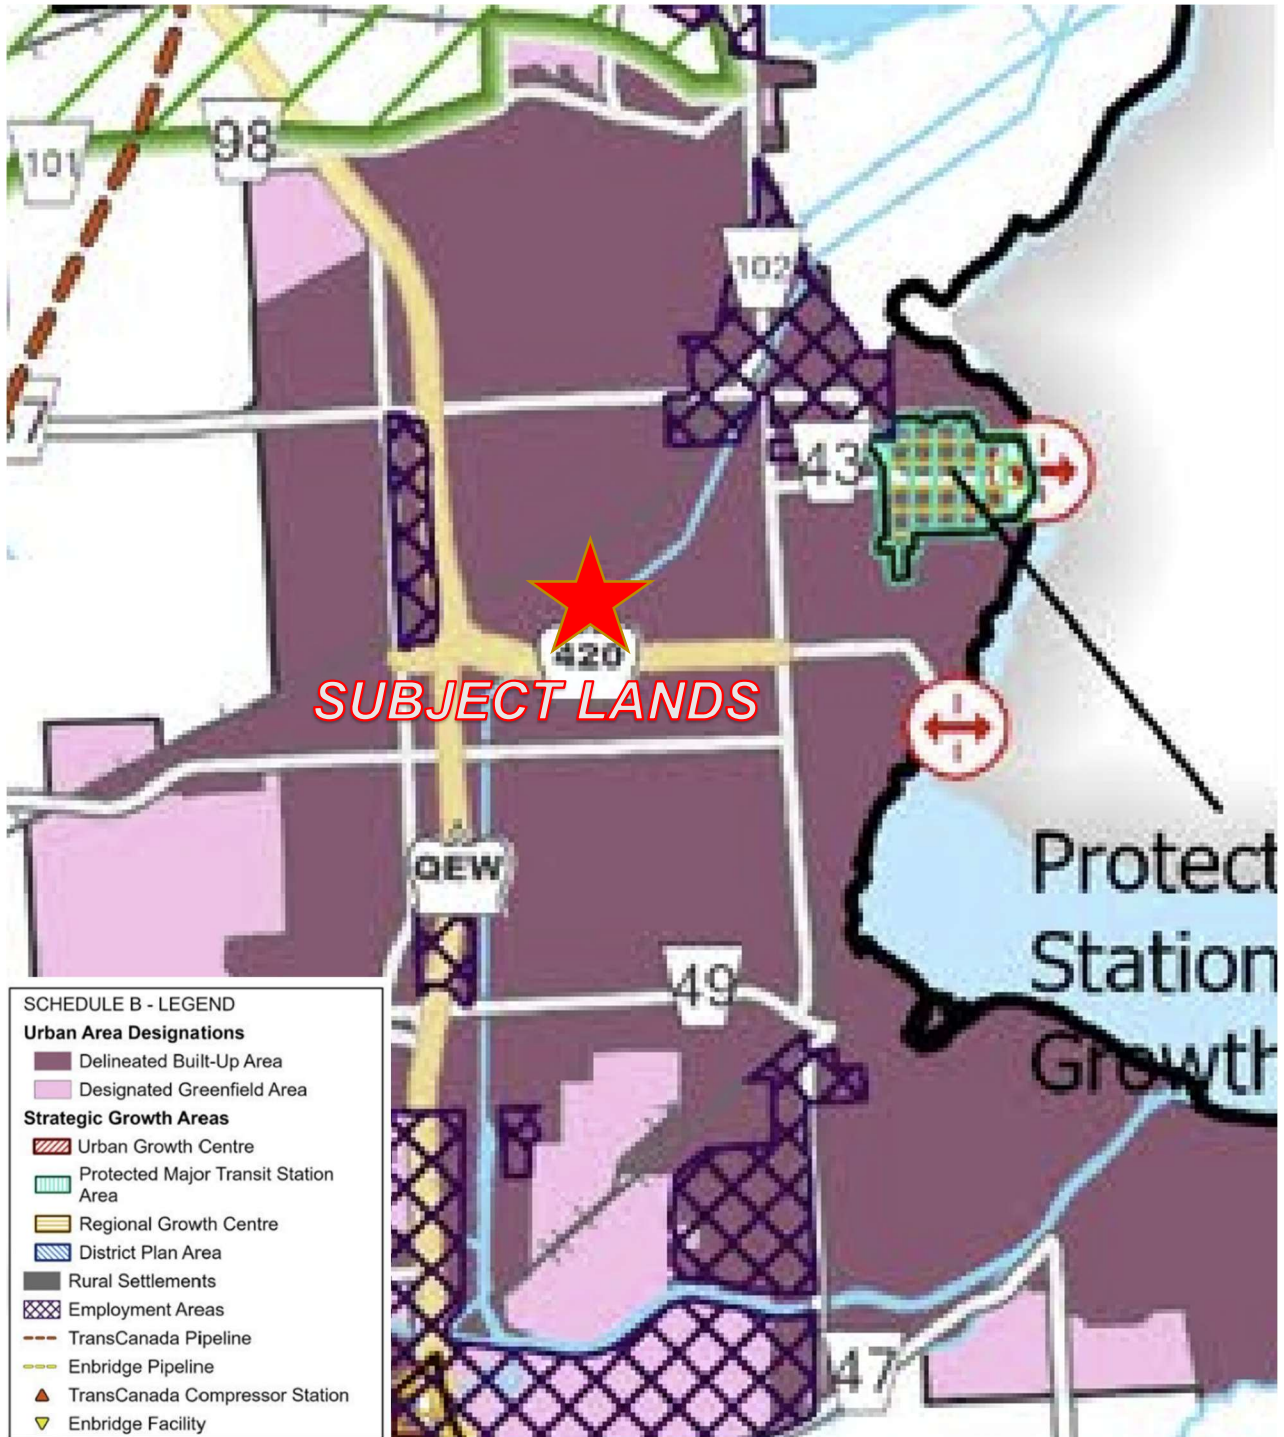 98
101
102
7
43
420
SUBJECT LANDS
QEW
Protect
Station
Growth
49
47
SCHEDULE B - LEGEND
Urban Area Designations
Delineated Built-Up Area
Designated Greenfield Area
Strategic Growth Areas
Urban Growth Centre
Protected Major Transit Station
Area
Regional Growth Centre
District Plan Area
Rural Settlements
Employment Areas
TransCanada Pipeline
Enbridge Pipeline
TransCanada Compressor Station
Enbridge Facility